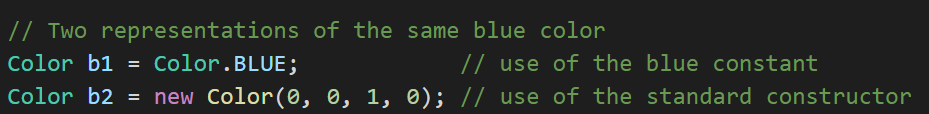 // Two representations of the same blue color
Color b1 = Color.BLUE;            // use of the blue constant
Color b2 = new Color(0, 0, 1, 0); // use of the standard constructor